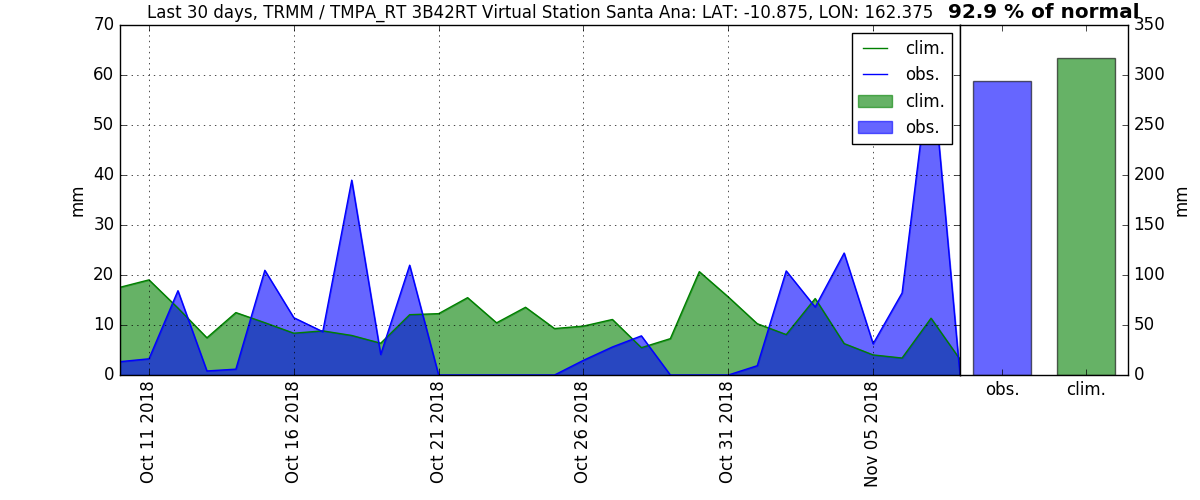 Last 30 days, TRMM / TMPA_RT 3B42RT Virtual Station Santa Ana: LAT: -10.875, LON: 162.375 92.9 % of normal
70
60
50
40
30
20
10
0
mm
clim.
obs.
clim.
obs.
350
300
250
200
150
100
50
0
mm
Oct 11 2018
Oct 16 2018
Oct 21 2018
Oct 26 2018
Oct 31 2018
Nov 05 2018
obs.
clim.